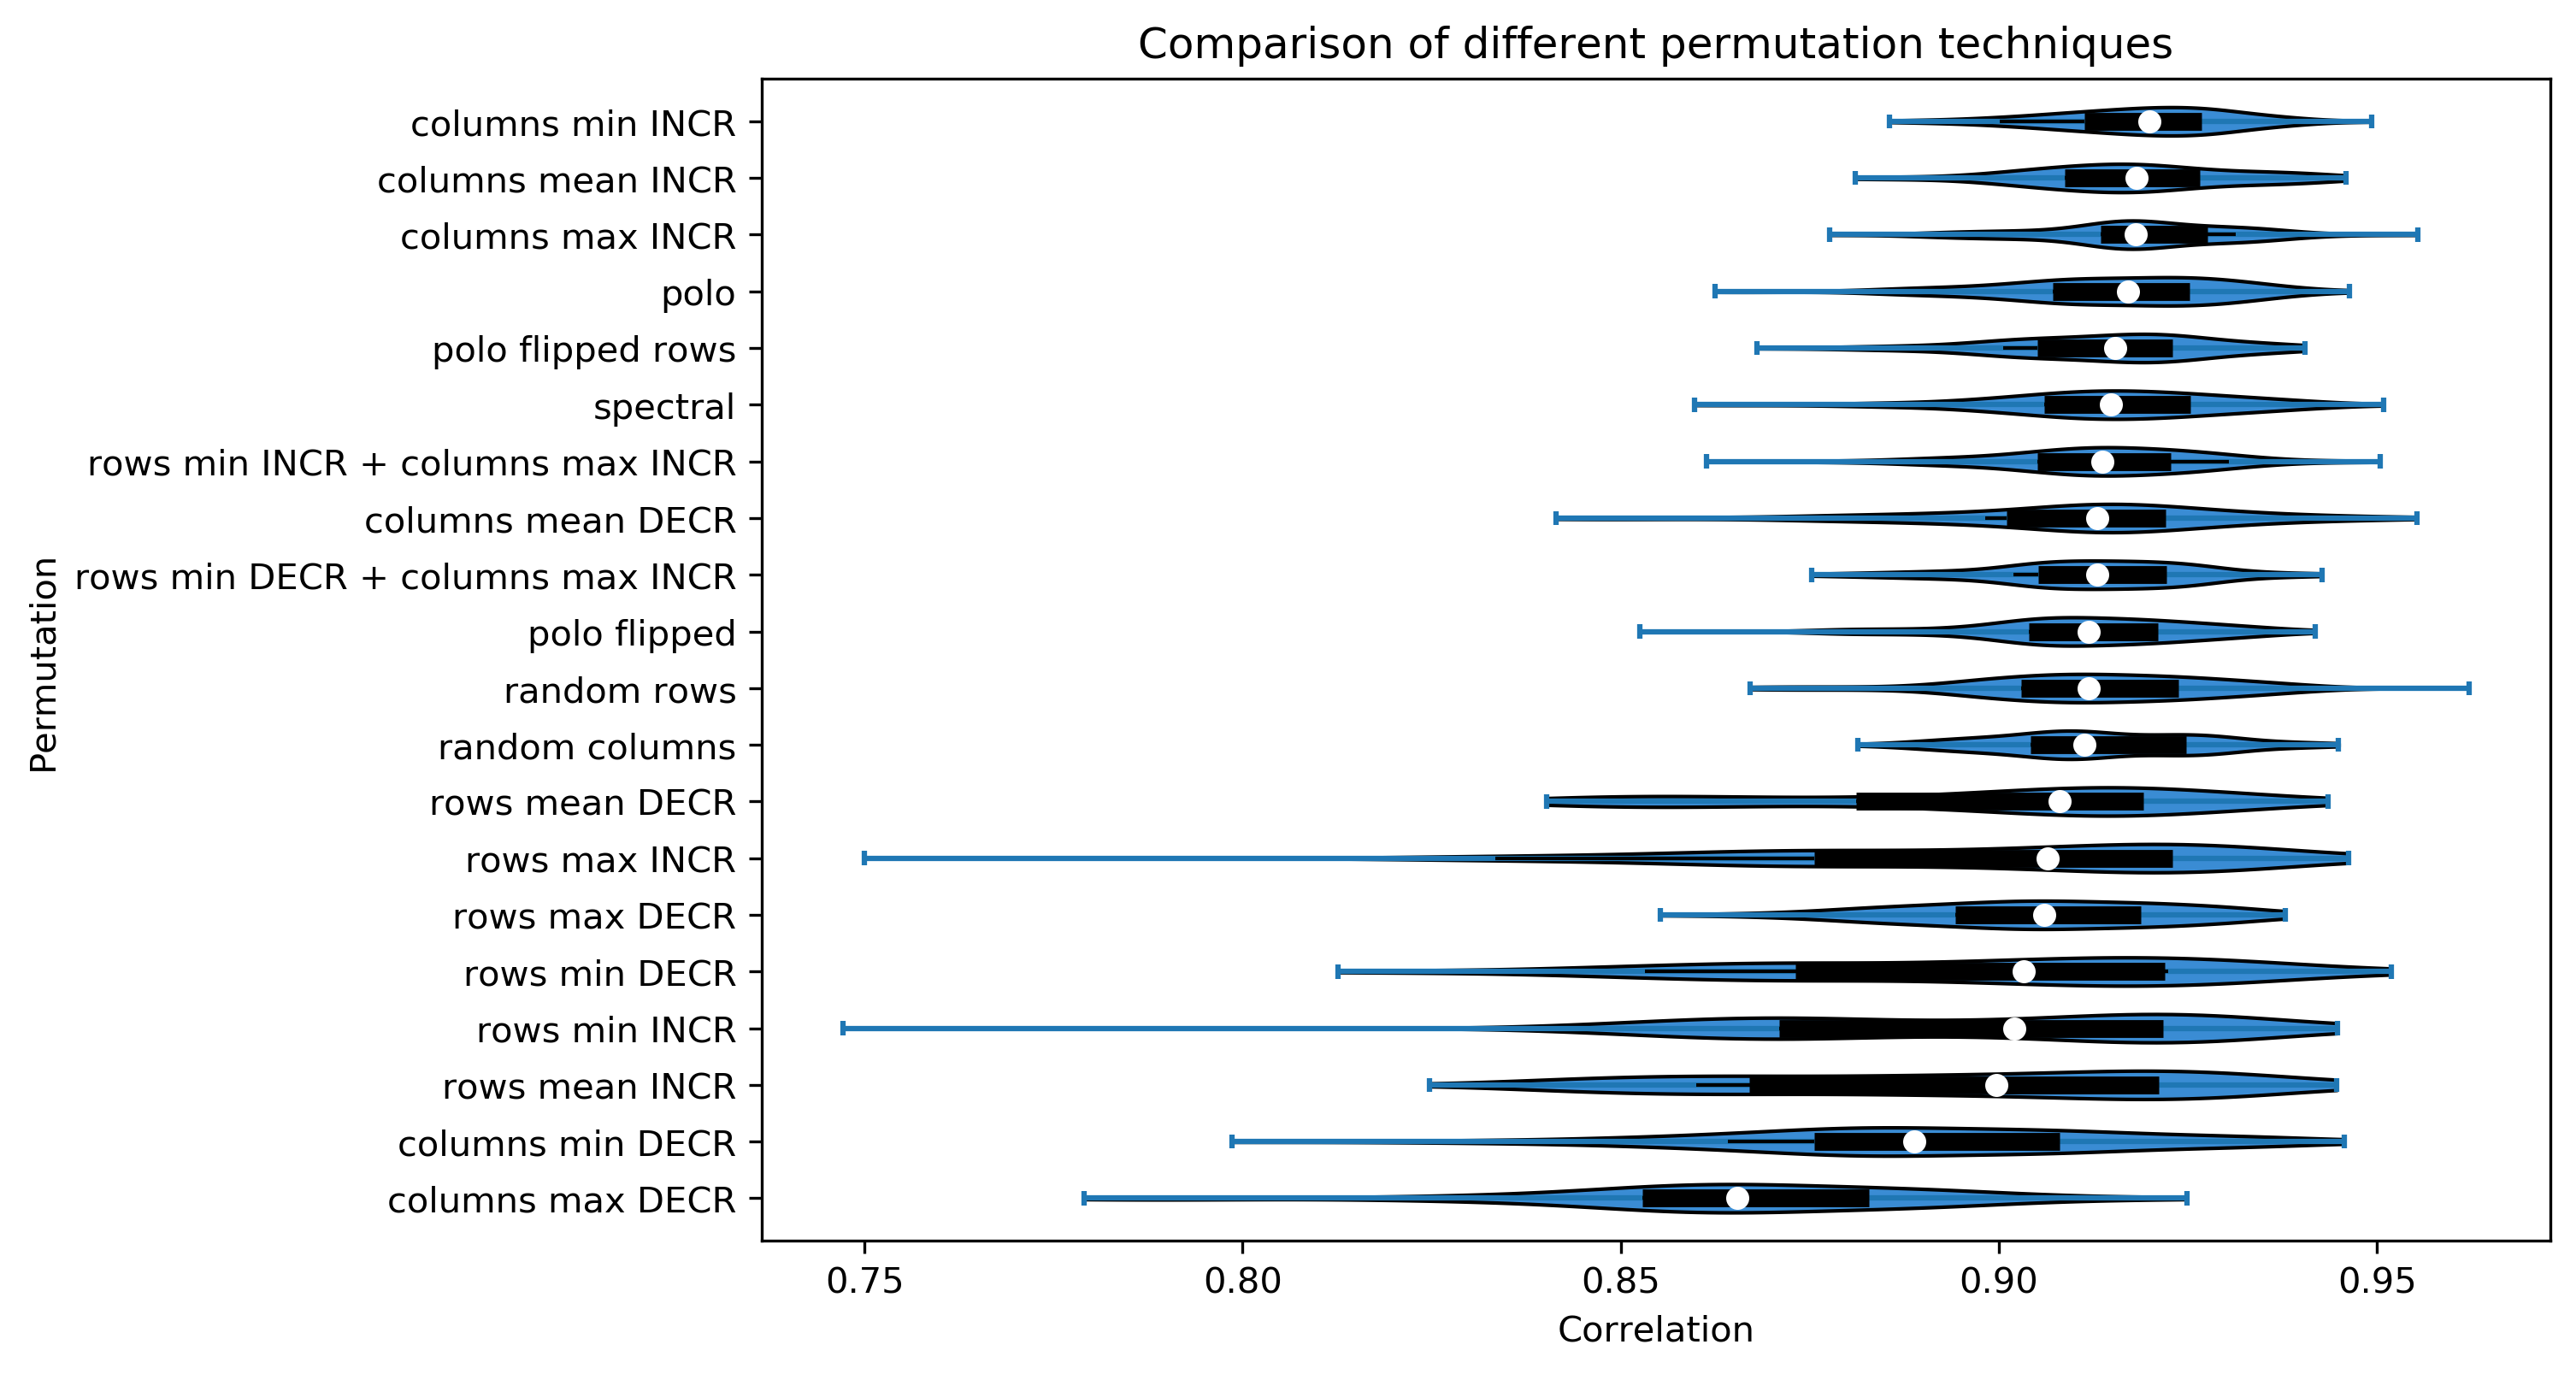 Comparison of different permutation techniques
columns min INCR
columns mean INCR
columns max INCR
polo
polo flipped rows
spectral
rows min INCR + columns max INCR
columns mean DECR
rows min DECR + columns max INCR
polo flipped
random rows
random columns
rows mean DECR
rows max INCR
rows max DECR
rows min DECR
rows min INCR
rows mean INCR
columns min DECR
columns max DECR
Permutation
0.75 0.80 0.85 0.90 0.95
Correlation